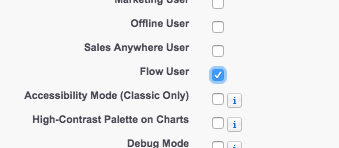 Marketing User
Offline User
Sales Anywhere User
Flow User
Accessibility Mode (Classic Only) i
High-Contrast Palette on Charts i
Debug Mode i